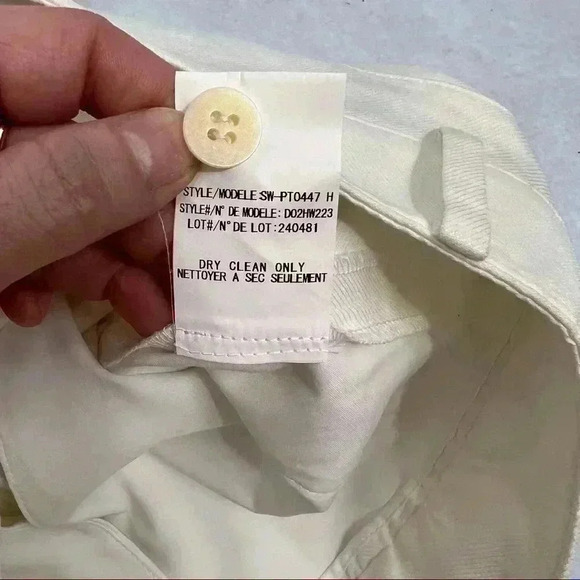 STYLE/MODELE:SW-PT0447 H
STYLE#/N° DE MODELE: D02HW223
LOT#/N° DE LOT: 240481
DRY CLEAN ONLY
NETTOYER A SEC SEULEMENT